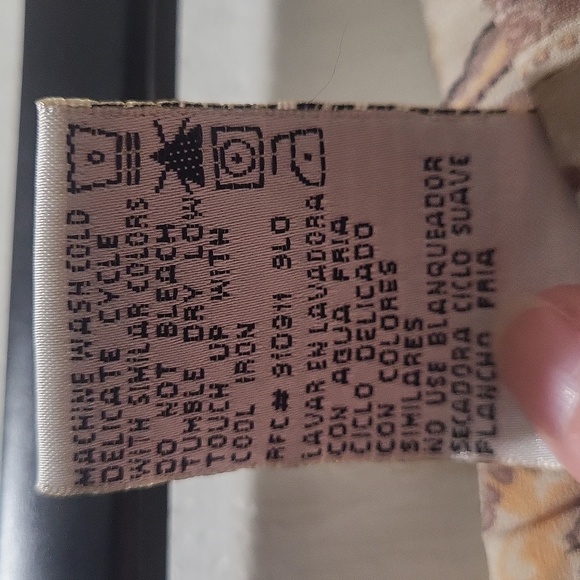 MACHINE WASH COLD
DELICATE CYCLE
WITH SIMILAR COLORS
DO NOT BLEACH
TUMBLE DRY LOW
TOUCH UP WITH
COOL IRON
RFC# 910911 9L0
LAVAR EN LAVADORA
CON AGUA FRIA
CICLO DELICADO
CON COLORES
SIMILARES
NO USE BLANQUEADOR
SECADORA CICLO SUAVE
PLANCHA FRIA